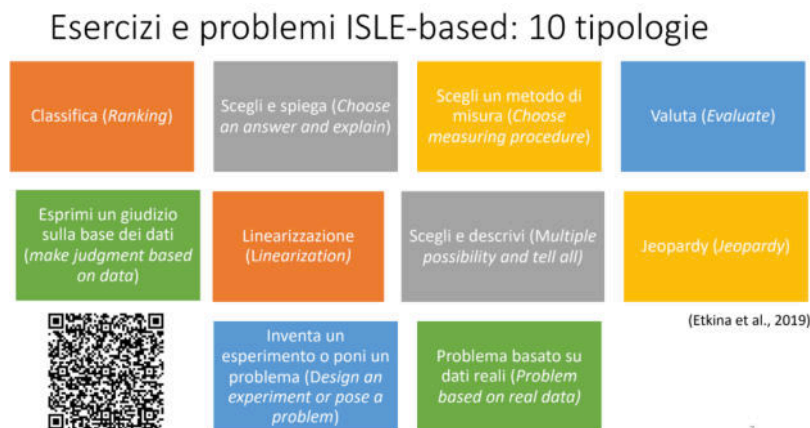 Esercizi e problemi ISLE-based: 10 tipologie
Classifica (Ranking)
Scegli e spiega (Choose
an answer and explain)
Scegli un metodo di
misura (Choose
measuring procedure)
Valuta (Evaluate)
Esprimi un giudizio
sulla base dei dati
(make judgment based
on data)
Linearizzazione
(Linearization)
Scegli e descrivi (Multiple
possibility and tell all)
Jeopardy (Jeopardy)
(Etkina et al., 2019)
Inventa un
esperimento o poni un
problema (Design an
experiment or pose a
problem)
Problema basato su
dati reali (Problem
based on real data)